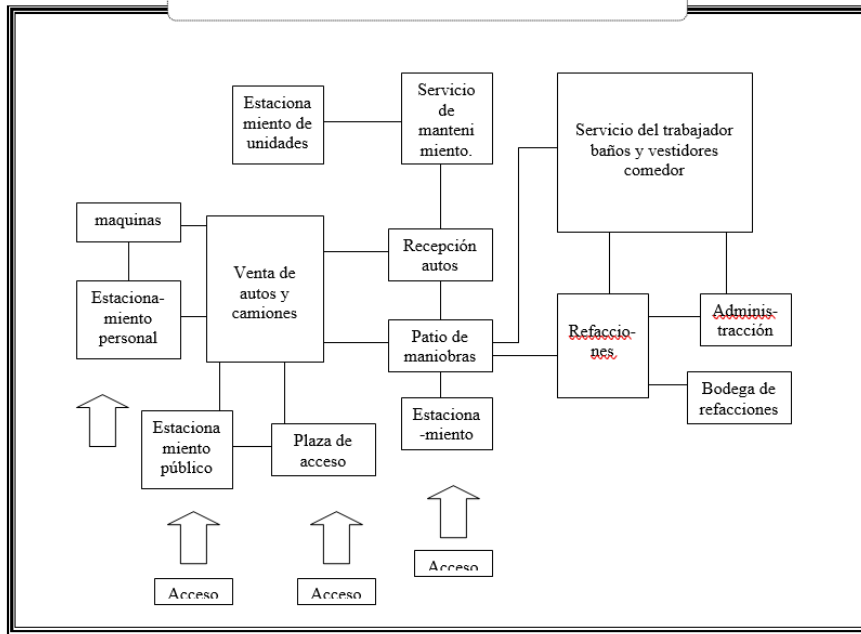 Estaciona
miento de
unidades
Servicio
de
manteni
miento.
Servicio del trabajador
baños y vestidores
comedor
maquinas
Venta de
autos y
camiones
Recepción
autos
Estaciona-
miento
personal
Patio de
maniobras
Refaccio-
nes
Adminis-
tracción
Bodega de
refacciones
Estaciona
-miento
Estaciona
miento
público
Plaza de
acceso
Acceso
Acceso
Acceso